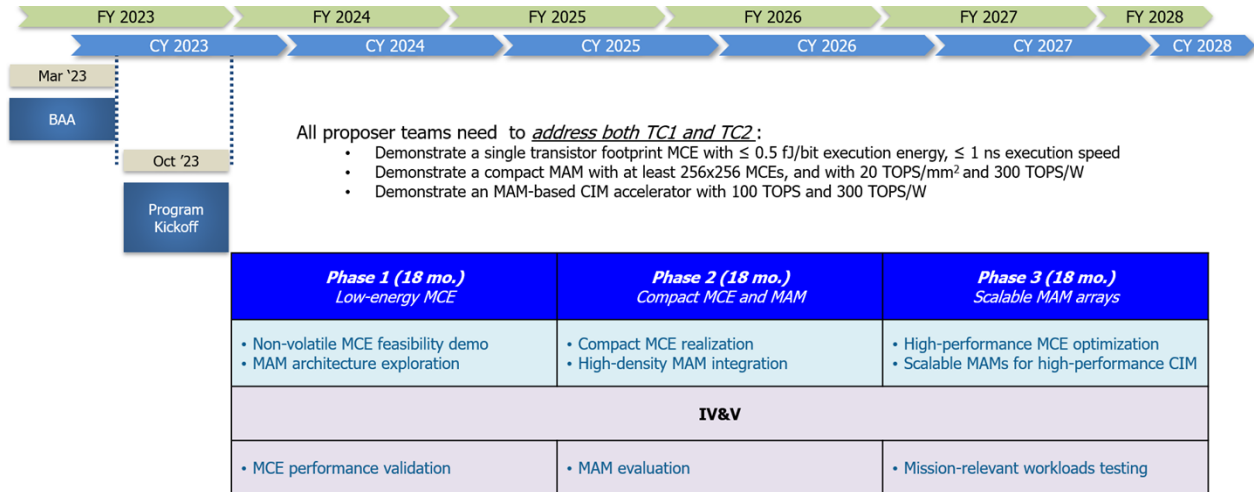 FY 2023 FY 2024 FY 2025 FY 2026 FY 2027 FY 2028
CY 2023 CY 2024 CY 2025 CY 2026 CY 2027 CY 2028
Mar ‘23
BAA
Oct ’23
Program
Kickoff
All proposer teams need to address both TC1 and TC2 :
• Demonstrate a single transistor footprint MCE with ≤ 0.5 fJ/bit execution energy, ≤ 1 ns execution speed
• Demonstrate a compact MAM with at least 256x256 MCEs, and with 20 TOPS/mm² and 300 TOPS/W
• Demonstrate an MAM-based CIM accelerator with 100 TOPS and 300 TOPS/W
Phase 1 (18 mo.)
Low-energy MCE
Phase 2 (18 mo.)
Compact MCE and MAM
Phase 3 (18 mo.)
Scalable MAM arrays
• Non-volatile MCE feasibility demo
• MAM architecture exploration
• Compact MCE realization
• High-density MAM integration
• High-performance MCE optimization
• Scalable MAMs for high-performance CIM
IV&V
• MCE performance validation
• MAM evaluation
• Mission-relevant workloads testing